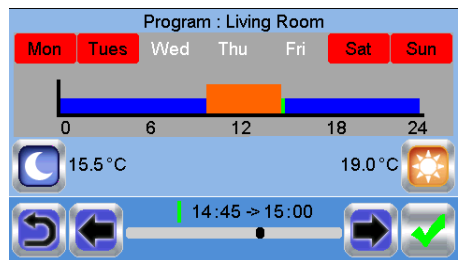 Program : Living Room
Mon Tues Wed Thu Fri Sat Sun
0 6 12 18 24
15.5°C 19.0°C
14:45 -> 15:00